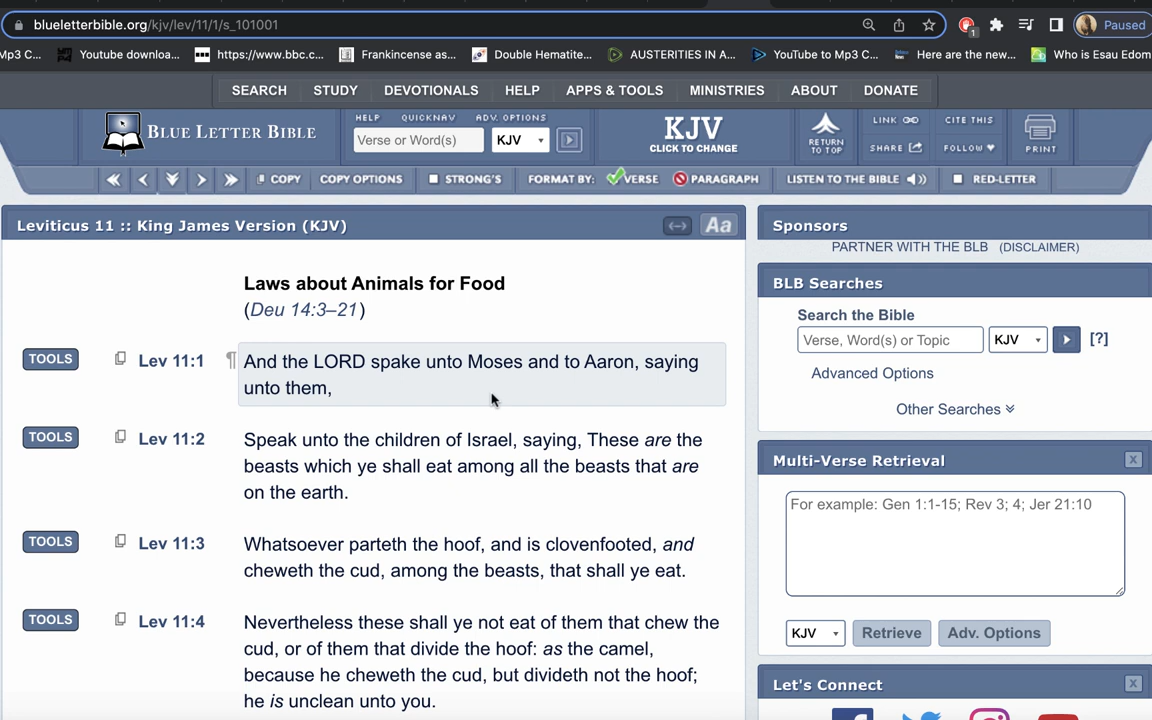 blueletterbible.org/kjv/lev/11/1/s_101001
Paused
Mp3 C...
Youtube downloa...
https://www.bbc.c...
Frankincense as...
Double Hematite...
AUSTERITIES IN A...
YouTube to Mp3 C...
Here are the new...
Who is Esau Edom
SEARCH STUDY DEVOTIONALS HELP APPS & TOOLS MINISTRIES ABOUT DONATE
BLUE LETTER BIBLE
HELP QUICKNAV ADV. OPTIONS
Verse or Word(s) KJV
KJV
CLICK TO CHANGE
RETURN
TO TOP
LINK CITE THIS
SHARE FOLLOW
PRINT
COPY COPY OPTIONS STRONG'S FORMAT BY: VERSE PARAGRAPH LISTEN TO THE BIBLE RED-LETTER
Leviticus 11 :: King James Version (KJV)
Aa
Laws about Animals for Food
(Deu 14:3–21)
TOOLS Lev 11:1 ¶ And the LORD spake unto Moses and to Aaron, saying
unto them,
TOOLS Lev 11:2 Speak unto the children of Israel, saying, These are the
beasts which ye shall eat among all the beasts that are
on the earth.
TOOLS Lev 11:3 Whatsoever parteth the hoof, and is clovenfooted, and
cheweth the cud, among the beasts, that shall ye eat.
TOOLS Lev 11:4 Nevertheless these shall ye not eat of them that chew the
cud, or of them that divide the hoof: as the camel,
because he cheweth the cud, but divideth not the hoof;
he is unclean unto you.
Sponsors
PARTNER WITH THE BLB (DISCLAIMER)
BLB Searches
Search the Bible
Verse, Word(s) or Topic KJV [?]
Advanced Options
Other Searches
Multi-Verse Retrieval X
For example: Gen 1:1-15; Rev 3; 4; Jer 21:10
KJV Retrieve Adv. Options
Let's Connect X